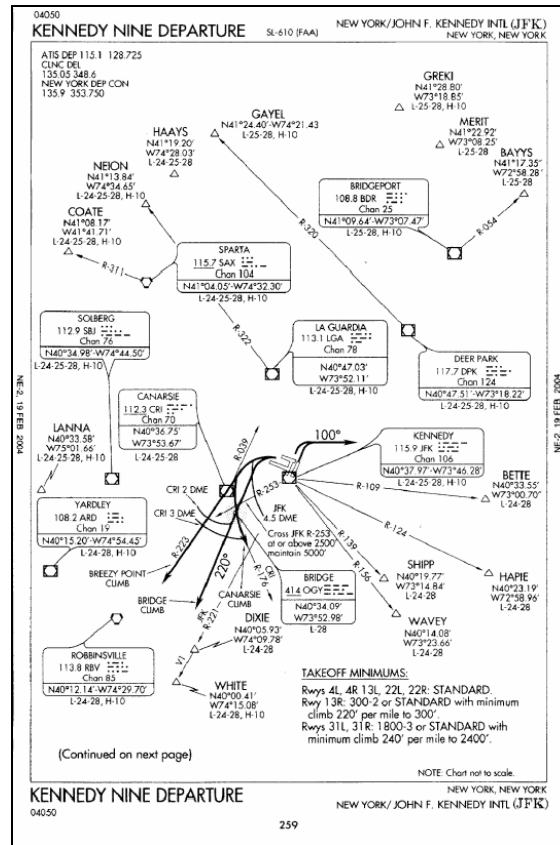 04050
KENNEDY NINE DEPARTURE
SL-610 (FAA)
NEW YORK/JOHN F. KENNEDY INTL (JFK)
NEW YORK, NEW YORK
ATIS DEP 115.1 128.725
CLNC DEL
135.05 348.6
NEW YORK DEP CON
135.9 353.750
GREKI
N41°28.80'
W73°18.85'
L-25-28, H-10
GAYEL
N41°24.40'-W74°21.43
L-25-28, H-10
MERIT
N41°22.92'
W73°08.25'
L-25-28
HAAYS
N41°19.20'
W74°28.03'
L-24-25-28
BAYYS
N41°17.35'
W72°58.28'
L-25-28
NEION
N41°13.84'
W74°34.65'
L-24-25-28, H-10
BRIDGEPORT
108.8 BDR
Chan 25
N41°09.64'-W73°07.47'
L-25-28, H-10
COATE
N41°08.17'
W41°41.71'
L-24-25-28, H-10
R-054
R-320
R-311
SPARTA
115.7 SAX
Chan 104
N41°04.05'-W74°32.30'
L-24-25-28, H-10
SOLBERG
112.9 SBJ
Chan 76
N40°34.98'-W74°44.50'
L-24-25-28, H-10
R-322
LA GUARDIA
113.1 LGA
Chan 78
N40°47.03'
W73°52.11'
L-24-25-28, H-10
DEER PARK
117.7 DPK
Chan 124
N40°47.51'-W73°18.22'
L-24-25-28, H-10
NE-2, 19 FEB 2004
NE-2, 19 FEB 2004
CANARSIE
112.3 CRI
Chan 70
N40°36.75'
W73°53.67'
L-24-25-28
LANNA
N40°33.58'
W75°01.66'
L-24-25-28, H-10
R-039
100°
KENNEDY
115.9 JFK
Chan 106
N40°37.97'-W73°46.28'
L-24-25-28, H-10
BETTE
N40°33.55'
W73°00.70'
L-24-28, H-10
R-253
R-109
CRI 2 DME
JFK
4.5 DME
CRI 3 DME
R-124
YARDLEY
108.2 ARD
Chan 19
N40°15.20'-W74°54.45'
L-24-28, H-10
Cross JFK R-253
at or above 2500'
maintain 5000'
R-139
R-156
R-223
220°
CRI
R-176
BREEZY POINT
CLIMB
BRIDGE
CLIMB
CANARSIE
CLIMB
JFK
R-221
BRIDGE
414 OGY
N40°34.09'
W73°52.98'
L-28
SHIPP
N40°19.77'
W73°14.84'
L-24-28
HAPIE
N40°23.19'
W72°58.96'
L-24-28
WAVEY
N40°14.08'
W73°23.66'
L-24-28
DIXIE
N40°05.93'
W74°09.78'
L-24-28
ROBBINSVILLE
113.8 RBV
Chan 85
N40°12.14'-W74°29.70'
L-24-28, H-10
V1
WHITE
N40°00.41'
W74°15.08'
L-24-28, H-10
TAKEOFF MINIMUMS:
Rwys 4L, 4R 13L, 22L, 22R: STANDARD.
Rwy 13R: 300-2 or STANDARD with minimum
climb 220' per mile to 300'.
Rwys 31L, 31R: 1800-3 or STANDARD with
minimum climb 240' per mile to 2400'.
(Continued on next page)
NOTE: Chart not to scale.
KENNEDY NINE DEPARTURE
04050
NEW YORK, NEW YORK
NEW YORK/ JOHN F. KENNEDY INTL (JFK)
259